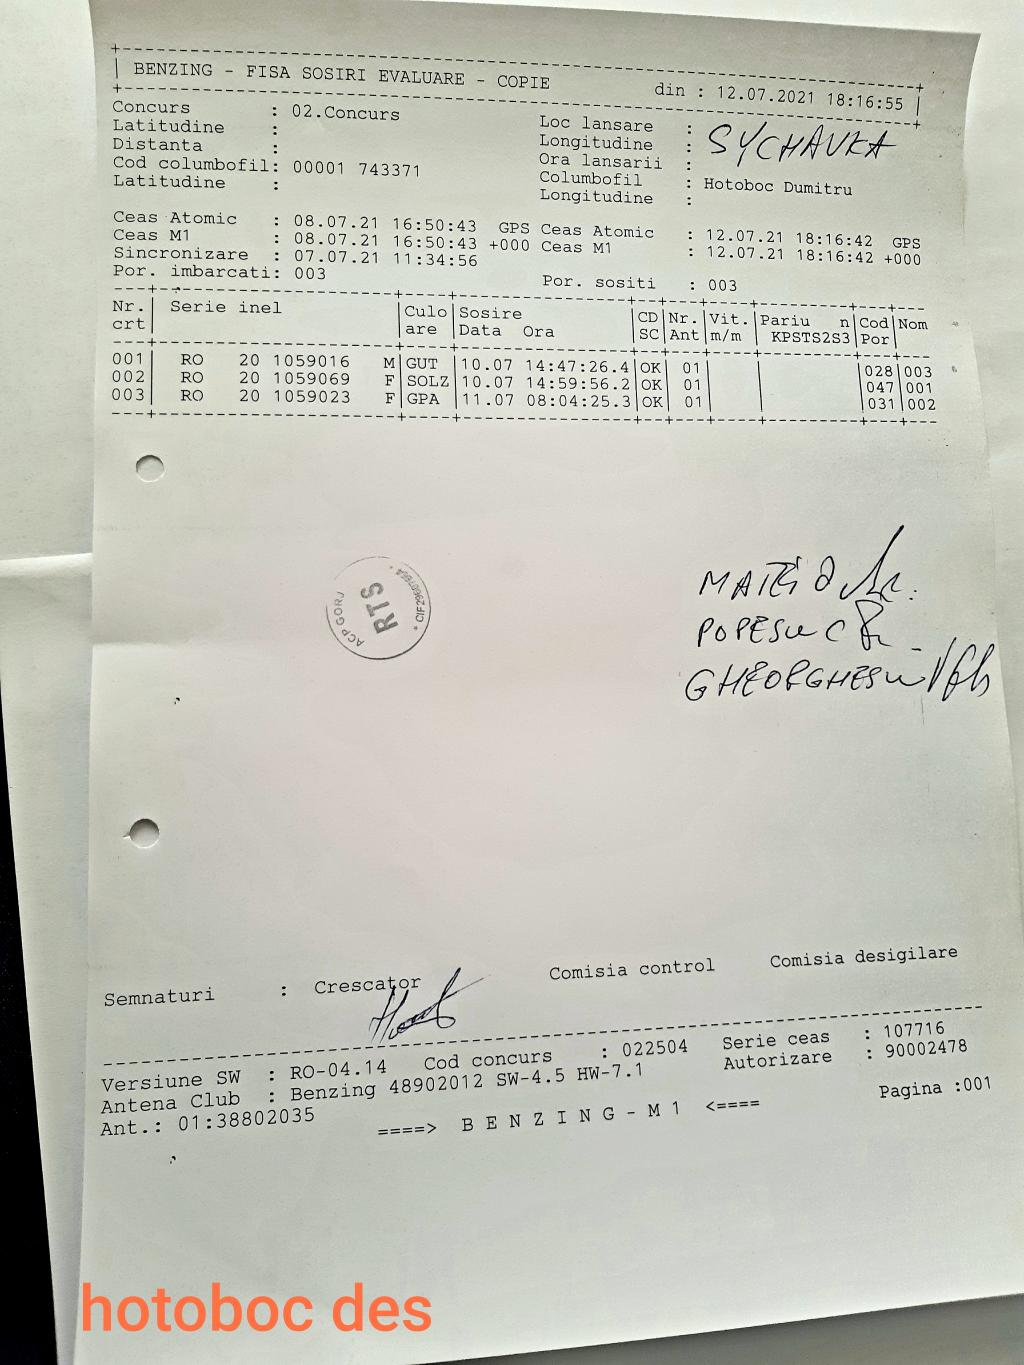 BENZING - FISA SOSIRI EVALUARE - COPIE din : 12.07.2021 18:16:55
Concurs : 02.Concurs Loc lansare : SYCHAVKA
Latitudine : Longitudine :
Distanta : Ora lansarii :
Cod columbofil: 00001 743371 Columbofil : Hotoboc Dumitru
Latitudine : Longitudine :
Ceas Atomic : 08.07.21 16:50:43 GPS Ceas Atomic : 12.07.21 18:16:42 GPS
Ceas M1 : 08.07.21 16:50:43 +000 Ceas M1 : 12.07.21 18:16:42 +000
Sincronizare : 07.07.21 11:34:56
Por. imbarcati: 003 Por. sositi : 003
Nr. Serie inel Culo Sosire CD Nr. Vit. Pariu n Cod Nom
crt are Data Ora SC Ant m/m KPSTS2S3 Por
001 RO 20 1059016 M GUT 10.07 14:47:26.4 OK 01 028 003
002 RO 20 1059069 F SOLZ 10.07 14:59:56.2 OK 01 047 001
003 RO 20 1059023 F GPA 11.07 08:04:25.3 OK 01 031 002
MATEI D
POPESCU C
GHEORGHESCU
ACP GORJ
RTS
Semnaturi : Crescator Comisia control Comisia desigilare
Versiune SW : RO-04.14 Cod concurs : 022504 Serie ceas : 107716
Antena Club : Benzing 48902012 SW-4.5 HW-7.1 Autorizare : 90002478
Ant.: 01:38802035 Pagina :001
====> B E N Z I N G - M 1 <====
hotoboc des